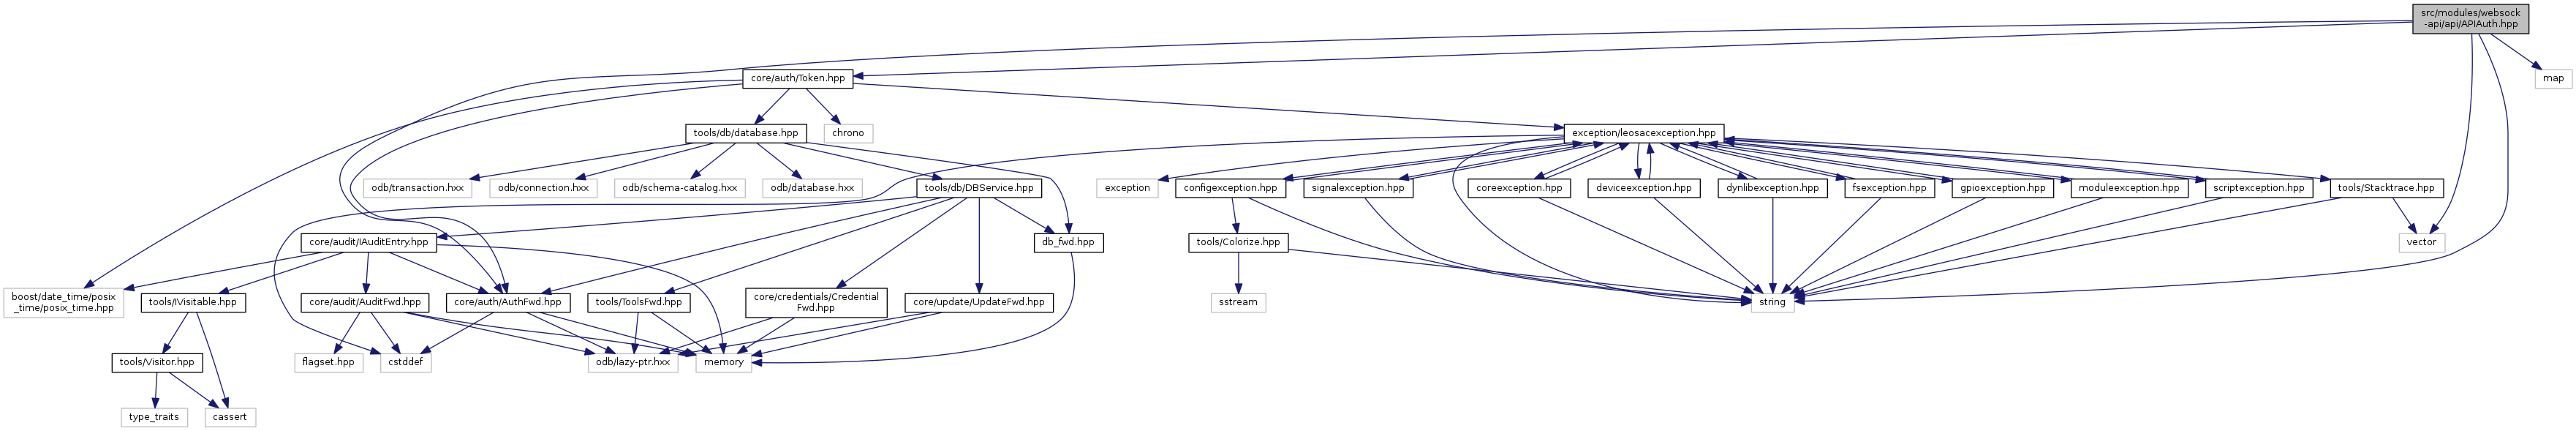 src/modules/websock
-api/api/APIAuth.hpp
core/auth/Token.hpp
map
tools/db/database.hpp
chrono
exception/leosacexception.hpp
odb/transaction.hxx
odb/connection.hxx
odb/schema-catalog.hxx
odb/database.hxx
tools/db/DBService.hpp
exception
configexception.hpp
signalexception.hpp
coreexception.hpp
deviceexception.hpp
dynlibexception.hpp
fsexception.hpp
gpioexception.hpp
moduleexception.hpp
scriptexception.hpp
tools/Stacktrace.hpp
core/audit/IAuditEntry.hpp
db_fwd.hpp
tools/Colorize.hpp
vector
boost/date_time/posix
_time/posix_time.hpp
tools/IVisitable.hpp
core/audit/AuditFwd.hpp
core/auth/AuthFwd.hpp
tools/ToolsFwd.hpp
core/credentials/Credential
Fwd.hpp
core/update/UpdateFwd.hpp
sstream
string
tools/Visitor.hpp
flagset.hpp
cstddef
odb/lazy-ptr.hxx
memory
type_traits
cassert